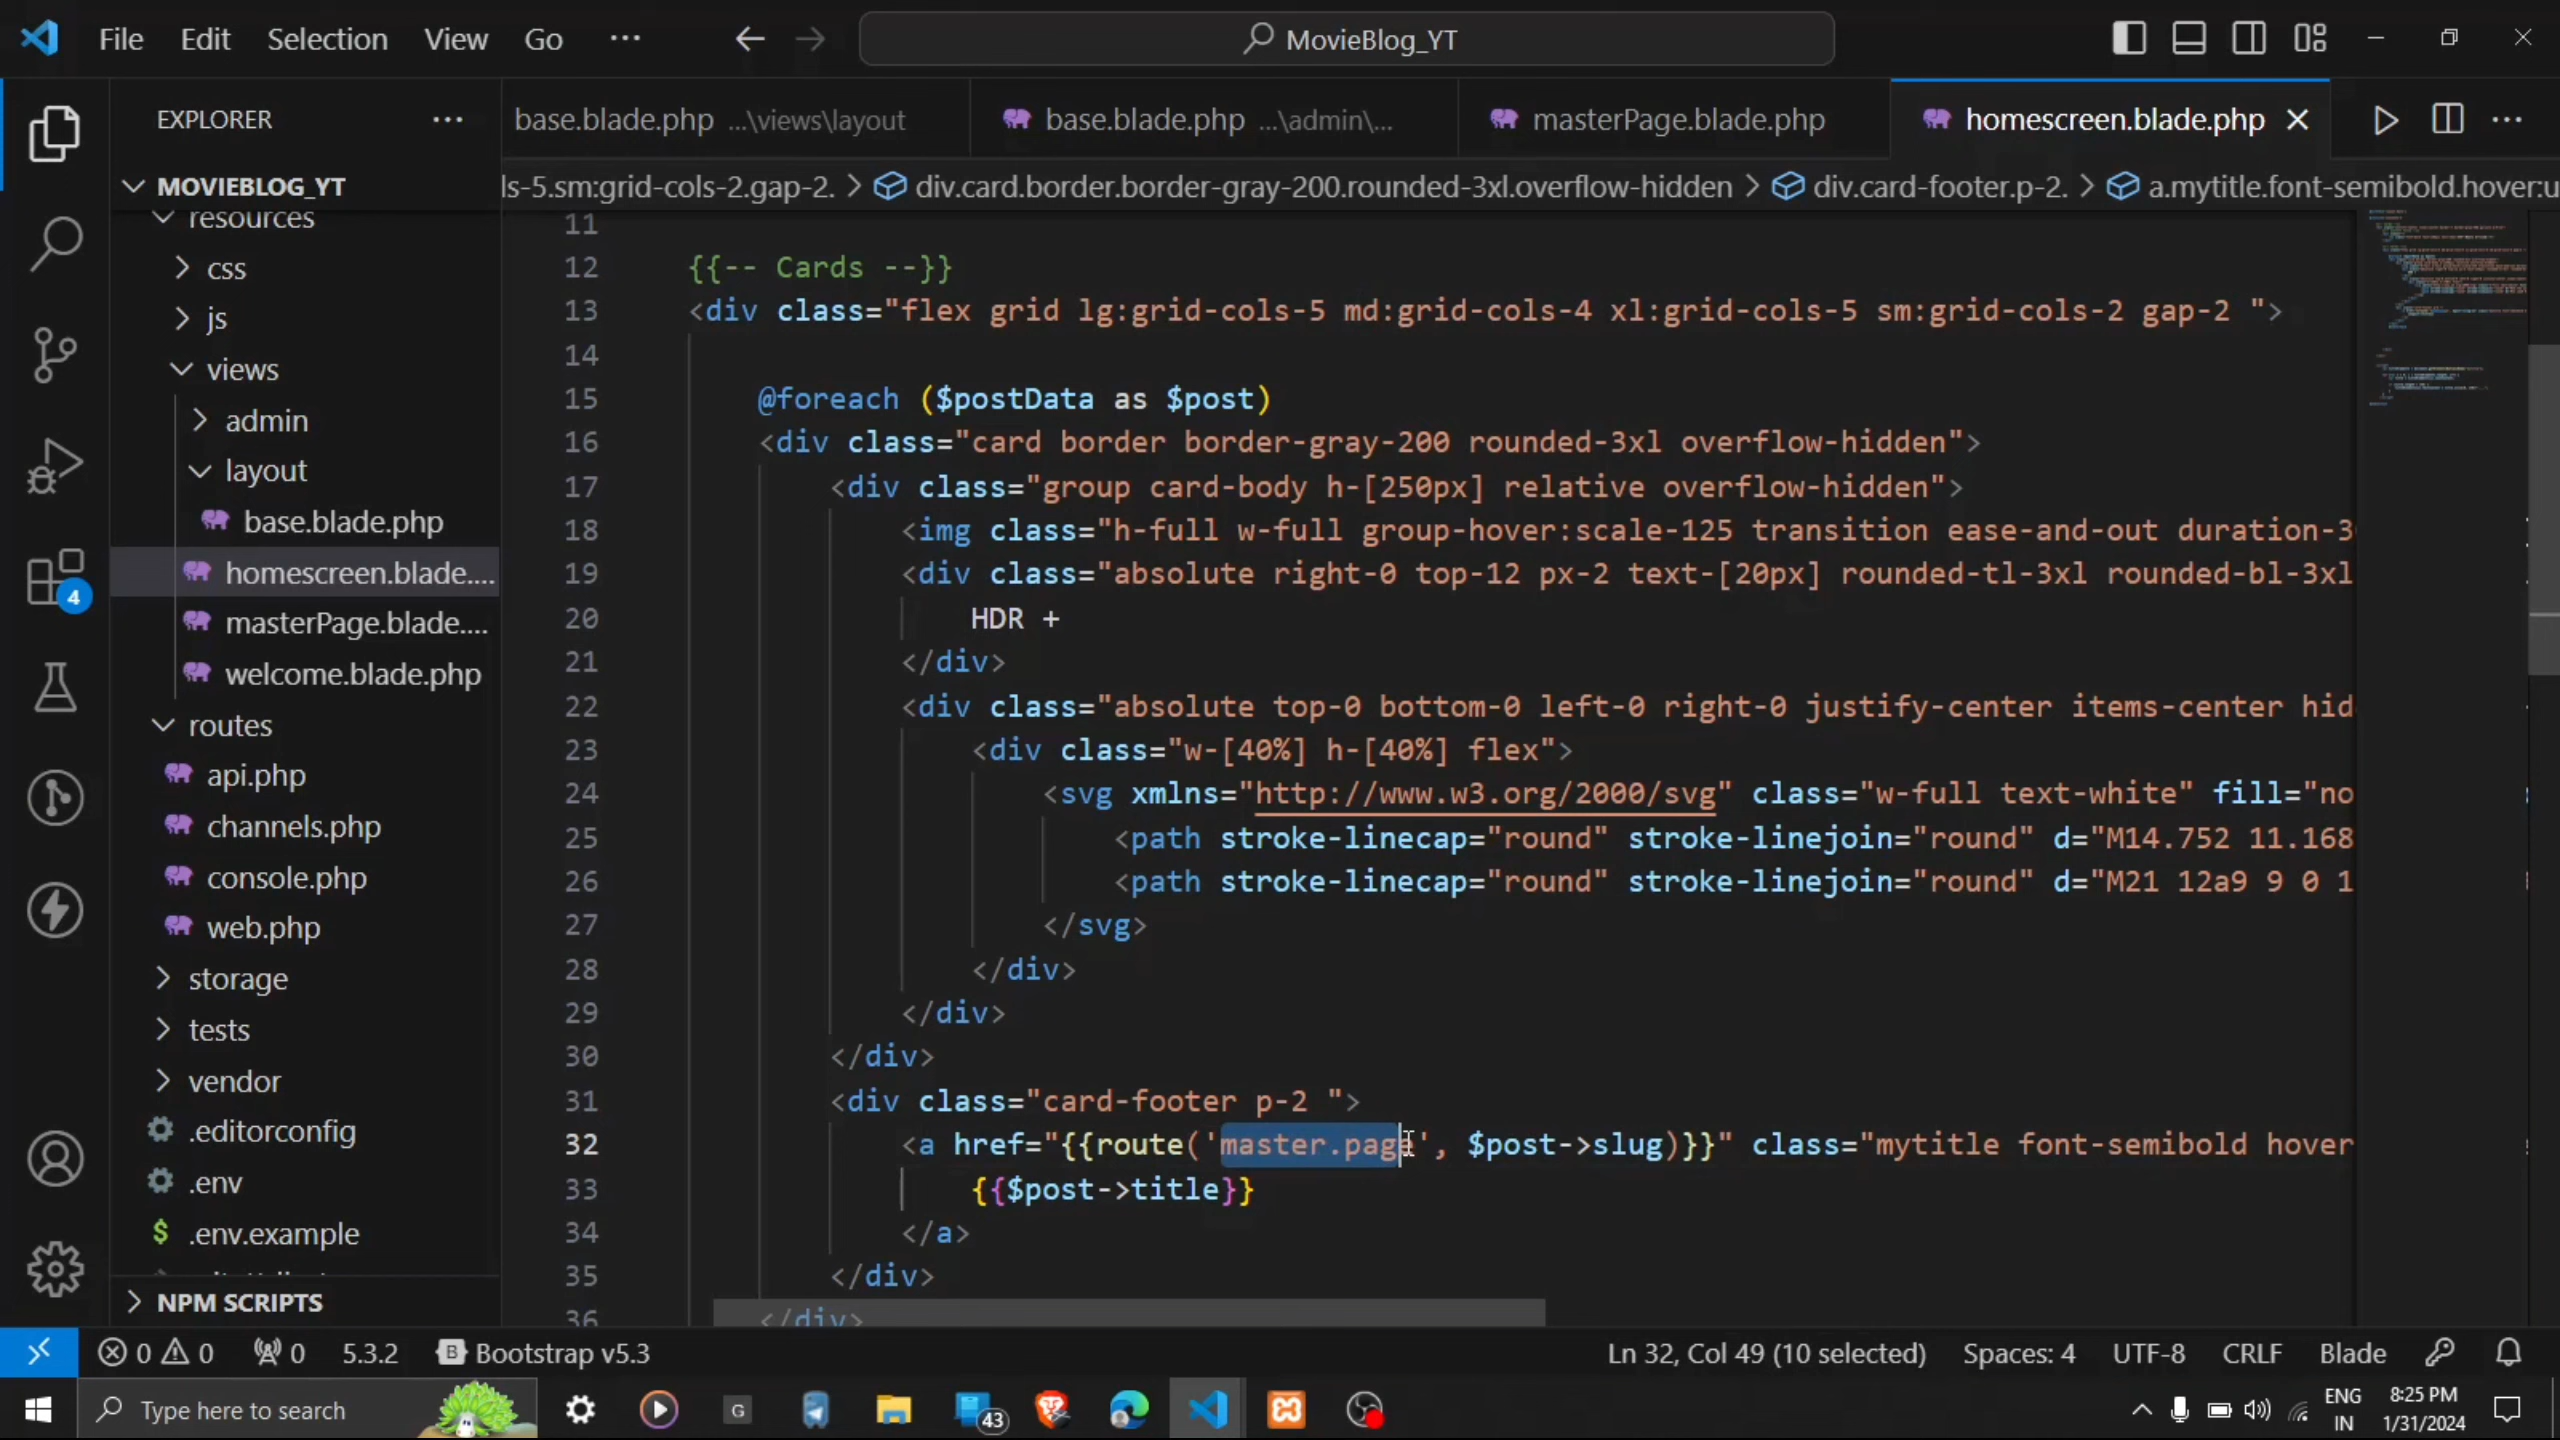 File Edit Selection View Go ... MovieBlog_YT
EXPLORER ...
base.blade.php ...\views\layout base.blade.php ...\admin\... masterPage.blade.php homescreen.blade.php
ls-5.sm:grid-cols-2.gap-2. > div.card.border.border-gray-200.rounded-3xl.overflow-hidden > div.card-footer.p-2. > a.mytitle.font-semibold.hover:u
MOVIEBLOG_YT
resources
css
js
views
admin
layout
base.blade.php
homescreen.blade....
masterPage.blade....
welcome.blade.php
routes
api.php
channels.php
console.php
web.php
storage
tests
vendor
.editorconfig
.env
.env.example
NPM SCRIPTS
4
11
12 {{-- Cards --}}
13 <div class="flex grid lg:grid-cols-5 md:grid-cols-4 xl:grid-cols-5 sm:grid-cols-2 gap-2 ">
14
15 @foreach ($postData as $post)
16 <div class="card border border-gray-200 rounded-3xl overflow-hidden">
17 <div class="group card-body h-[250px] relative overflow-hidden">
18 <img class="h-full w-full group-hover:scale-125 transition ease-and-out duration-3
19 <div class="absolute right-0 top-12 px-2 text-[20px] rounded-tl-3xl rounded-bl-3xl
20 HDR +
21 </div>
22 <div class="absolute top-0 bottom-0 left-0 right-0 justify-center items-center hid
23 <div class="w-[40%] h-[40%] flex">
24 <svg xmlns="http://www.w3.org/2000/svg" class="w-full text-white" fill="no
25 <path stroke-linecap="round" stroke-linejoin="round" d="M14.752 11.168
26 <path stroke-linecap="round" stroke-linejoin="round" d="M21 12a9 9 0 1
27 </svg>
28 </div>
29 </div>
30 </div>
31 <div class="card-footer p-2 ">
32 <a href="{{route('master.page', $post->slug)}}" class="mytitle font-semibold hover
33 {{$post->title}}
34 </a>
35 </div>
36 </div>
0 0 0 5.3.2 Bootstrap v5.3 Ln 32, Col 49 (10 selected) Spaces: 4 UTF-8 CRLF Blade
Type here to search 43 ENG 8:25 PM
IN 1/31/2024